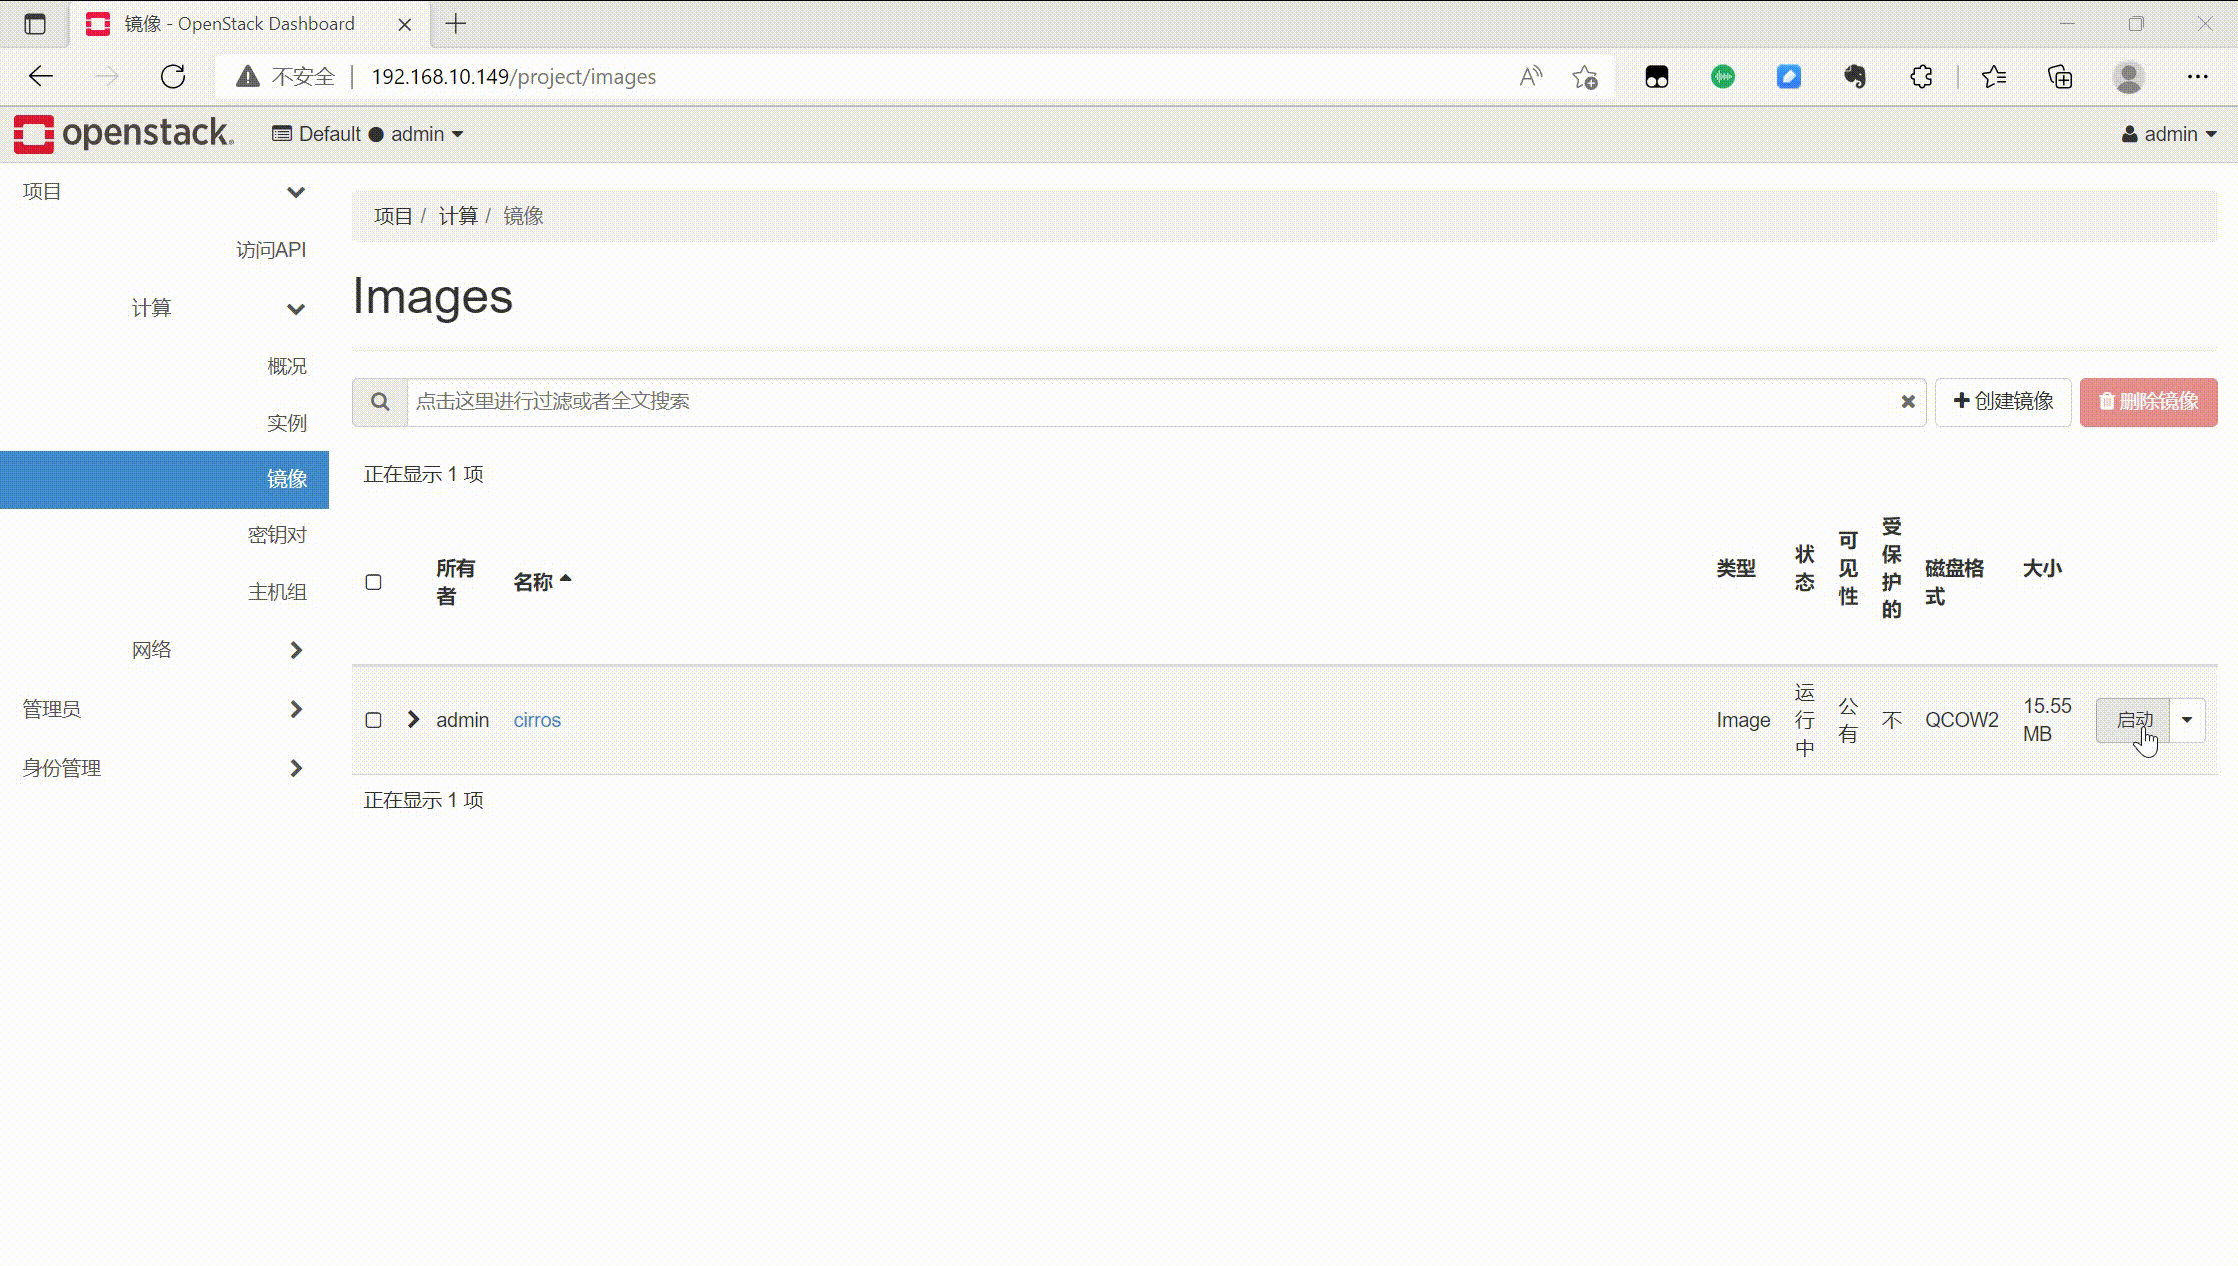 镜像 - OpenStack Dashboard
不安全 | 192.168.10.149/project/images
openstack. Default ● admin admin
项目
访问API
计算
概况
实例
镜像
密钥对
主机组
网络
管理员
身份管理
项目 / 计算 / 镜像
Images
点击这里进行过滤或者全文搜索
创建镜像
删除镜像
正在显示 1 项
所有者 名称 类型 状态 可见性 受保护的 磁盘格式 大小
admin cirros Image 运行中 公有 不 QCOW2 15.55 MB 启动
正在显示 1 项